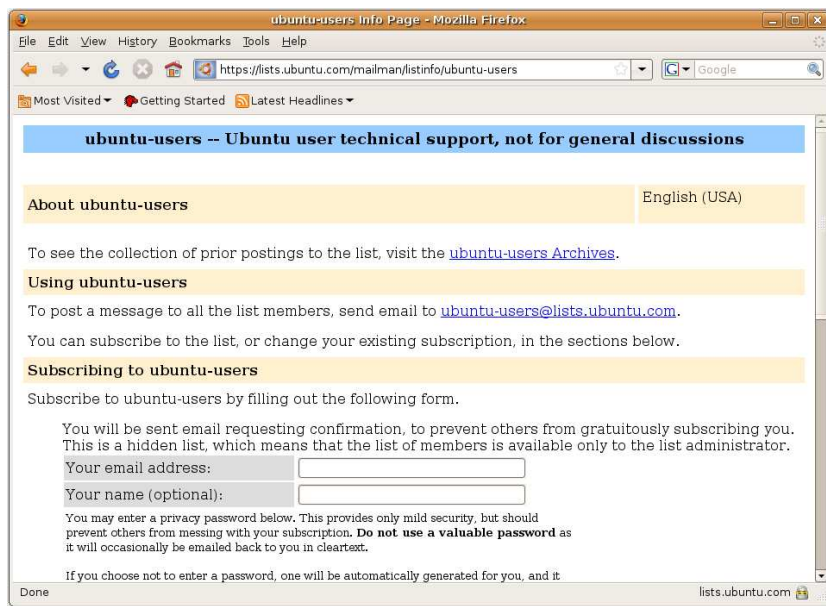 ubuntu-users Info Page - Mozilla Firefox
File Edit View History Bookmarks Tools Help
https://lists.ubuntu.com/mailman/listinfo/ubuntu-users
G Google
Most Visited Getting Started Latest Headlines
ubuntu-users -- Ubuntu user technical support, not for general discussions
About ubuntu-users
English (USA)
To see the collection of prior postings to the list, visit the ubuntu-users Archives.
Using ubuntu-users
To post a message to all the list members, send email to ubuntu-users@lists.ubuntu.com.
You can subscribe to the list, or change your existing subscription, in the sections below.
Subscribing to ubuntu-users
Subscribe to ubuntu-users by filling out the following form.
You will be sent email requesting confirmation, to prevent others from gratuitously subscribing you.
This is a hidden list, which means that the list of members is available only to the list administrator.
Your email address:
Your name (optional):
You may enter a privacy password below. This provides only mild security, but should
prevent others from messing with your subscription. Do not use a valuable password as
it will occasionally be emailed back to you in cleartext.
If you choose not to enter a password, one will be automatically generated for you, and it
Done
lists.ubuntu.com